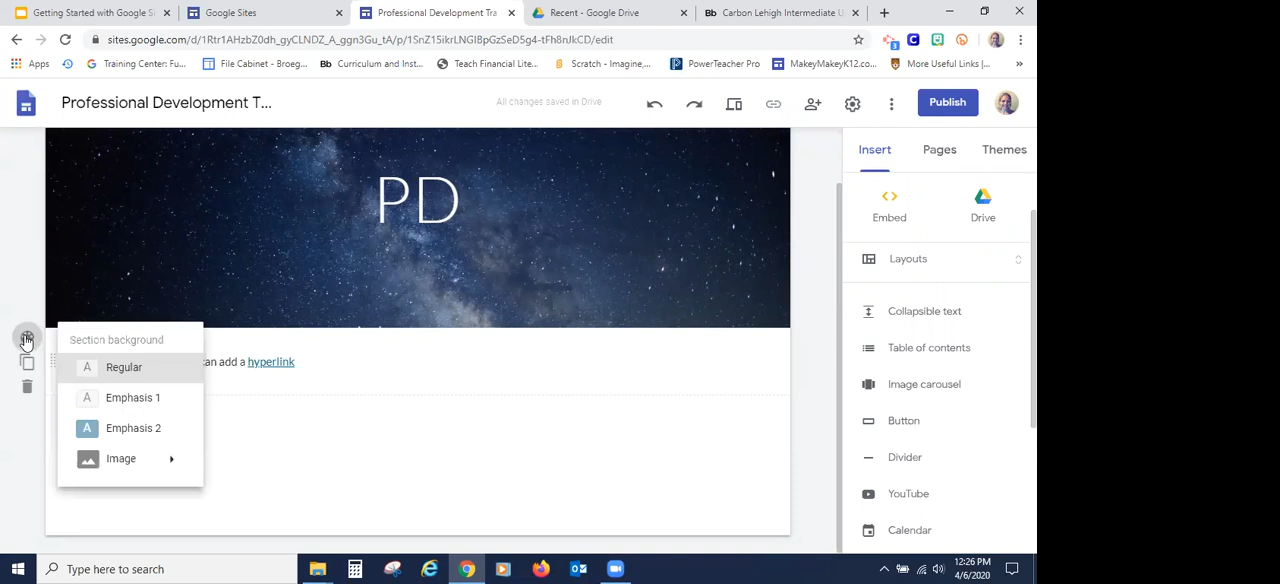 Getting Started with Google Si
Google Sites
Professional Development Tra
Recent - Google Drive
Bb Carbon Lehigh Intermediate U
sites.google.com/d/1Rtr1AHzbZ0dh_gyCLNDZ_A_ggn3Gu_tA/p/1SnZ15ikrLNGlBpGzSeD5g4-tFh8nJkCD/edit
Apps
Training Center: Fu...
File Cabinet - Broeg...
Bb Curriculum and Inst...
Teach Financial Lite...
Scratch - Imagine,...
PowerTeacher Pro
MakeyMakeyK12.co...
More Useful Links |...
»
Professional Development T...
All changes saved in Drive
Publish
Insert
Pages
Themes
PD
Embed
Drive
Layouts
Collapsible text
Table of contents
Image carousel
Button
Divider
YouTube
Calendar
Section background
A Regular
can add a hyperlink
A Emphasis 1
A Emphasis 2
Image
Type here to search
12:26 PM
4/6/2020